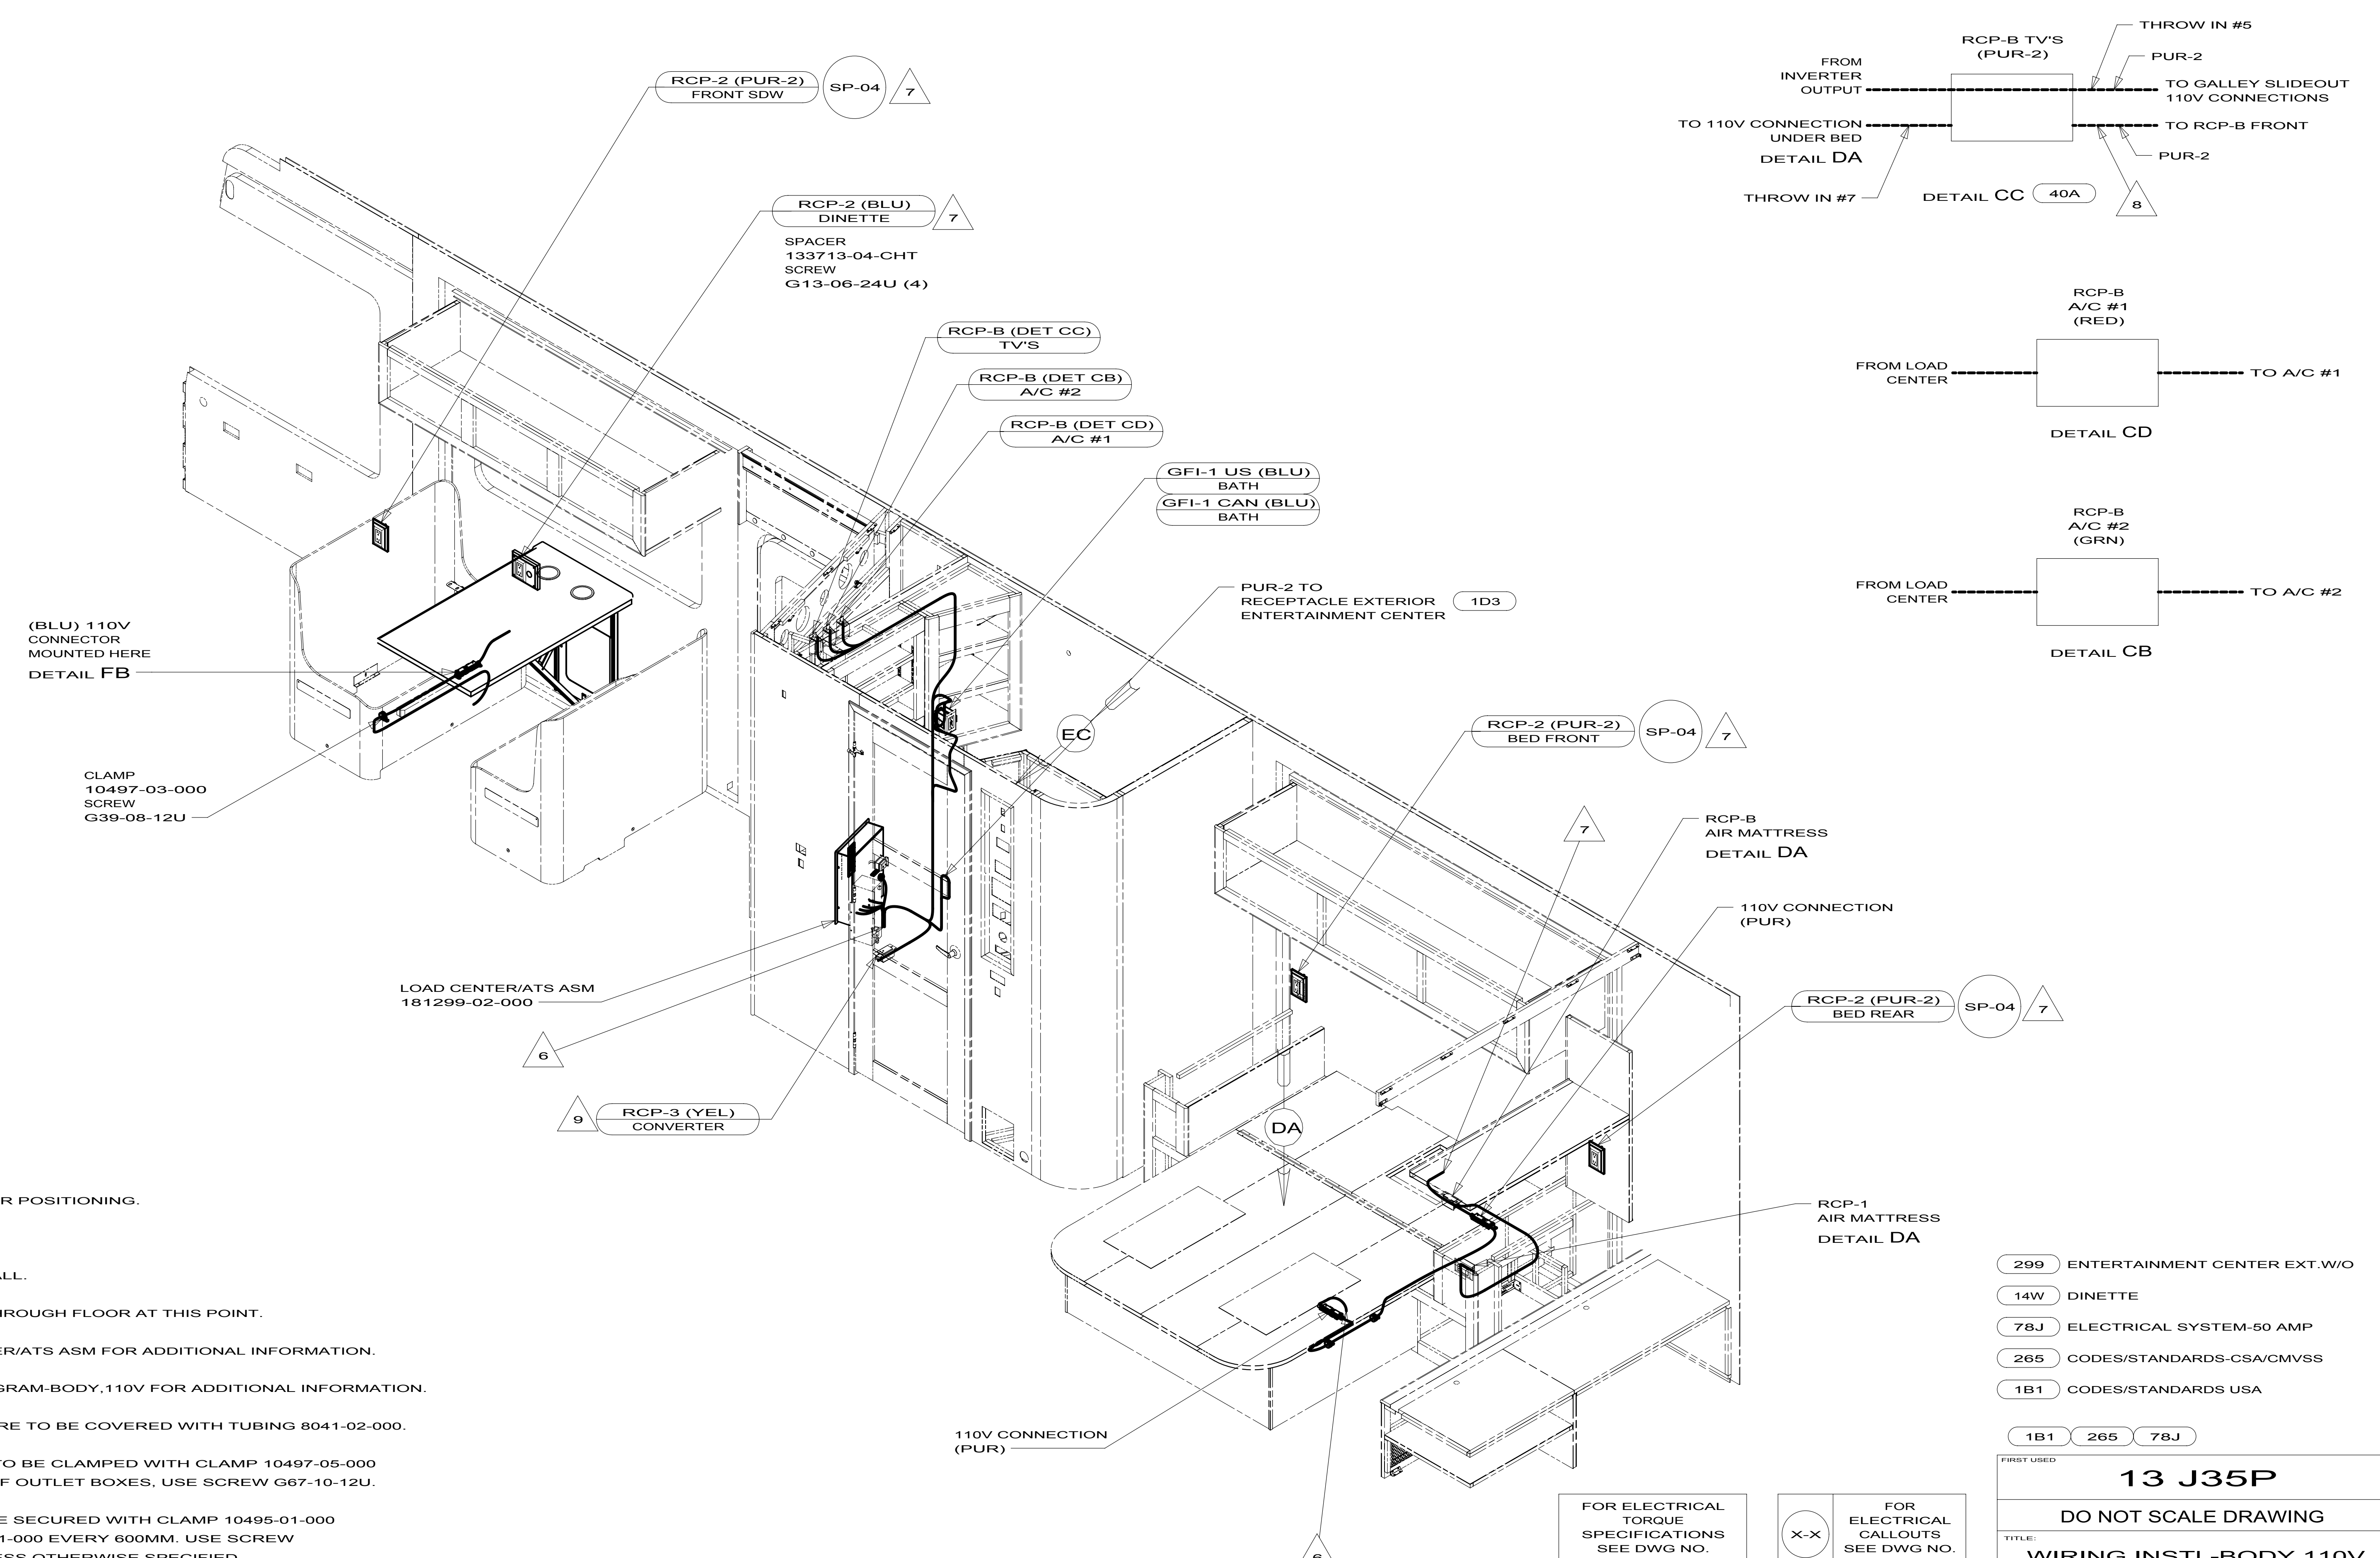 THROW IN #5
RCP-B TV'S
(PUR-2)
PUR-2
FROM
INVERTER
OUTPUT
TO GALLEY SLIDEOUT
110V CONNECTIONS
TO 110V CONNECTION
UNDER BED
TO RCP-B FRONT
DETAIL DA
PUR-2
THROW IN #7
DETAIL CC
40A
8
RCP-2 (PUR-2)
FRONT SDW
SP-04
7
RCP-2 (BLU)
DINETTE
7
SPACER
133713-04-CHT
SCREW
G13-06-24U (4)
RCP-B
A/C #1
(RED)
FROM LOAD
CENTER
TO A/C #1
DETAIL CD
RCP-B (DET CC)
TV'S
RCP-B (DET CB)
A/C #2
RCP-B (DET CD)
A/C #1
GFI-1 US (BLU)
BATH
GFI-1 CAN (BLU)
BATH
RCP-B
A/C #2
(GRN)
FROM LOAD
CENTER
TO A/C #2
DETAIL CB
PUR-2 TO
RECEPTACLE EXTERIOR
ENTERTAINMENT CENTER
1D3
(BLU) 110V
CONNECTOR
MOUNTED HERE
DETAIL FB
EC
RCP-2 (PUR-2)
BED FRONT
SP-04
7
CLAMP
10497-03-000
SCREW
G39-08-12U
7
RCP-B
AIR MATTRESS
DETAIL DA
110V CONNECTION
(PUR)
LOAD CENTER/ATS ASM
181299-02-000
RCP-2 (PUR-2)
BED REAR
SP-04
7
6
9
RCP-3 (YEL)
CONVERTER
DA
RCP-1
AIR MATTRESS
DETAIL DA
R POSITIONING.
ALL.
HROUGH FLOOR AT THIS POINT.
ER/ATS ASM FOR ADDITIONAL INFORMATION.
GRAM-BODY,110V FOR ADDITIONAL INFORMATION.
RE TO BE COVERED WITH TUBING 8041-02-000.
TO BE CLAMPED WITH CLAMP 10497-05-000
F OUTLET BOXES, USE SCREW G67-10-12U.
E SECURED WITH CLAMP 10495-01-000
1-000 EVERY 600MM. USE SCREW
ESS OTHERWISE SPECIFIED
110V CONNECTION
(PUR)
6
299 ENTERTAINMENT CENTER EXT.W/O
14W DINETTE
78J ELECTRICAL SYSTEM-50 AMP
265 CODES/STANDARDS-CSA/CMVSS
1B1 CODES/STANDARDS USA
1B1 265 78J
FIRST USED
13 J35P
DO NOT SCALE DRAWING
TITLE:
WIRING INSTL-BODY 110V
FOR ELECTRICAL
TORQUE
SPECIFICATIONS
SEE DWG NO.
X-X
FOR
ELECTRICAL
CALLOUTS
SEE DWG NO.